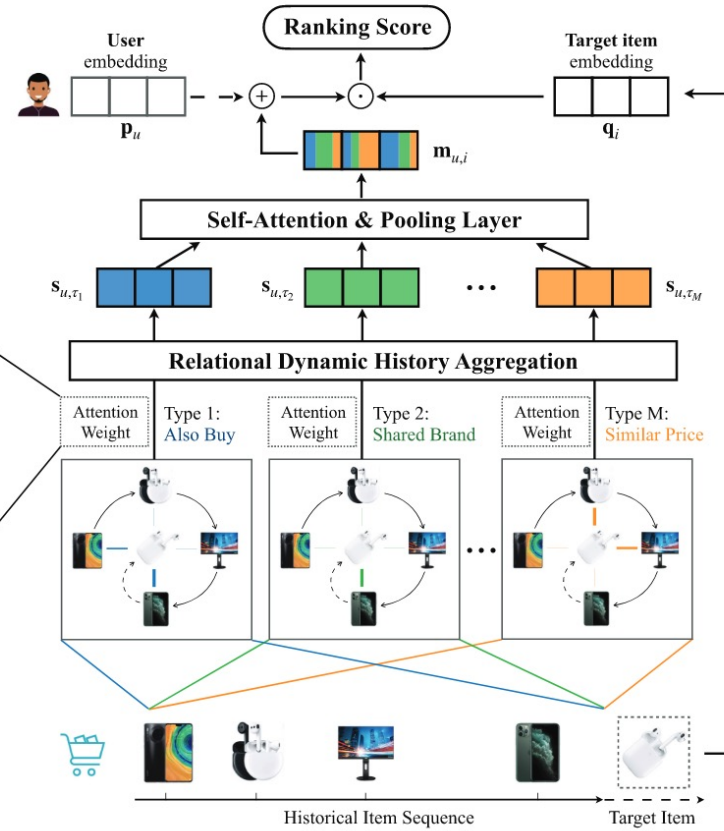 Ranking Score
User
embedding
Target item
embedding
+
p_u
q_i
m_{u,i}
Self-Attention & Pooling Layer
s_{u,τ_1}
s_{u,τ_2}
...
s_{u,τ_M}
Relational Dynamic History Aggregation
Attention
Weight
Type 1:
Also Buy
Attention
Weight
Type 2:
Shared Brand
Attention
Weight
Type M:
Similar Price
...
Historical Item Sequence
Target Item